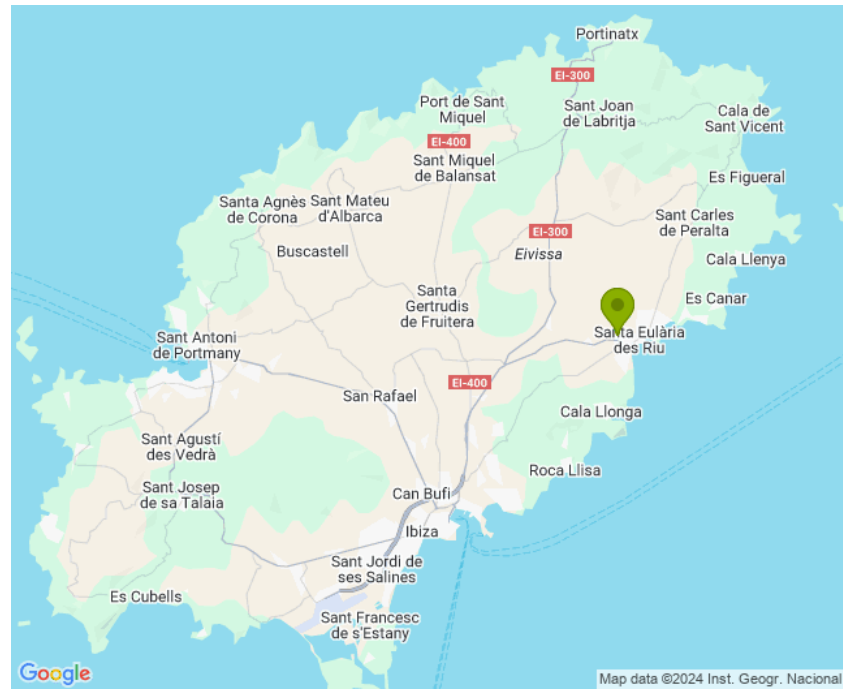 Portinatx
EI-300
Port de Sant
Miquel
Sant Joan
de Labritja
Cala de
Sant Vicent
EI-400
Sant Miquel
de Balansat
Es Figueral
Santa Agnès
de Corona
Sant Mateu
d'Albarca
Sant Carles
de Peralta
EI-300
Buscastell
Eivissa
Cala Llenya
Santa
Gertrudis
de Fruitera
Es Canar
Sant Antoni
de Portmany
Santa Eulària
des Riu
EI-400
San Rafael
Cala Llonga
Sant Agustí
des Vedrà
Roca Llisa
Sant Josep
de sa Talaia
Can Bufi
Ibiza
Sant Jordi de
ses Salines
Es Cubells
Sant Francesc
de s'Estany
Google
Map data ©2024 Inst. Geogr. Nacional